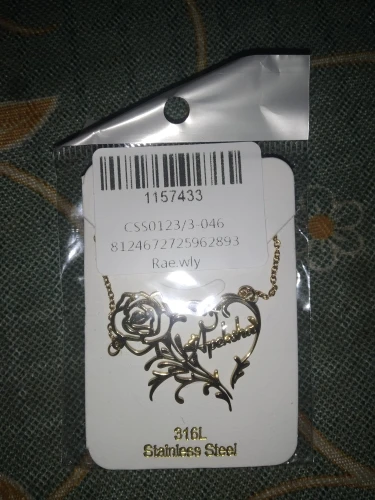 1157433
CSS0123/3-046
8124672725962893
Rae.wly
316L
Stainless Steel